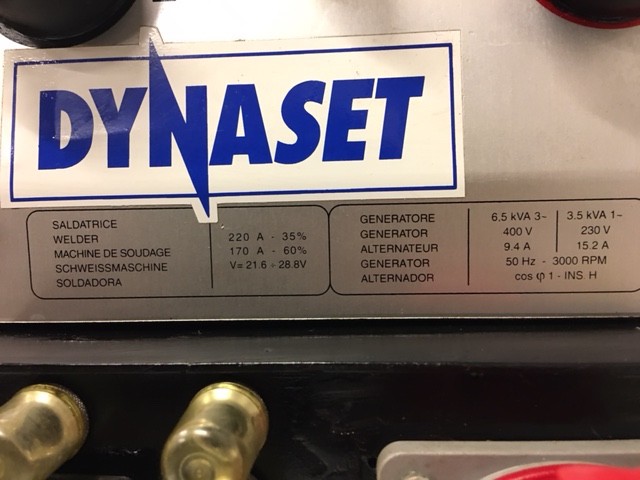 DYNASET
SALDATRICE
WELDER
MACHINE DE SOUDAGE
SCHWEISSMASCHINE
SOLDADORA
220 A - 35%
170 A - 60%
V= 21.6 ÷ 28.8V
GENERATORE
GENERATOR
ALTERNATEUR
GENERATOR
ALTERNADOR
6.5 kVA 3~ 3.5 kVA 1~
400 V 230 V
9.4 A 15.2 A
50 Hz - 3000 RPM
cos φ 1 - INS. H